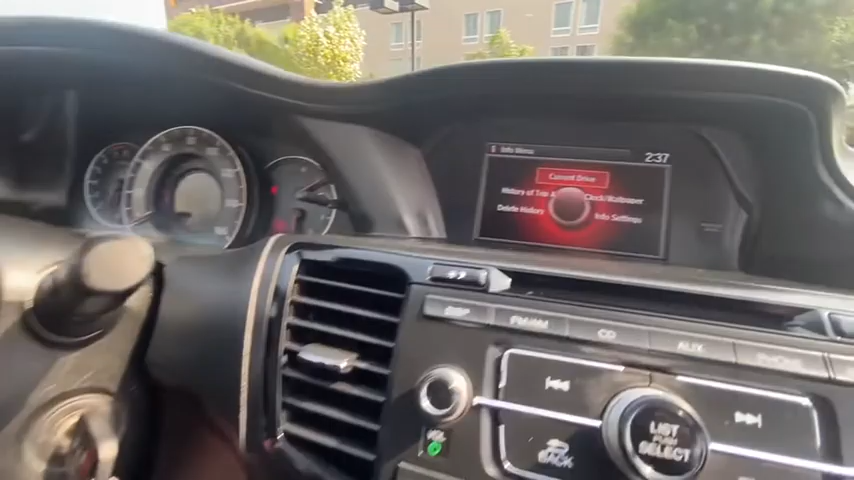 2:37
Info Menu
Current Drive
History of Trip A
Clock/Wallpaper
Delete History
Info Settings
FM/AM
CD
AUX
VOL
BACK
LIST
SELECT